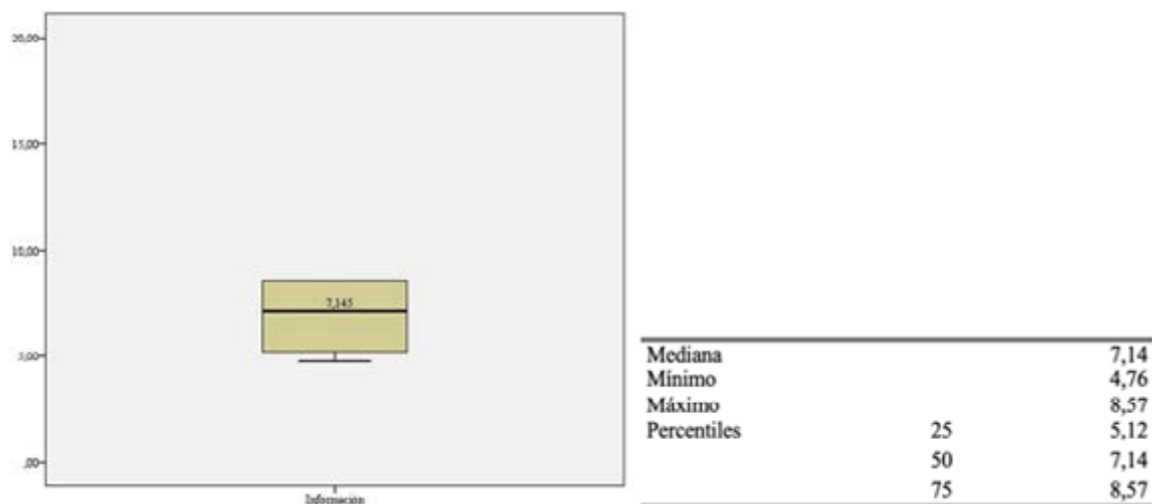 20,00
15,00
10,00
5,00
,00
7,145
Información
Mediana 7,14
Mínimo 4,76
Máximo 8,57
Percentiles 25 5,12
50 7,14
75 8,57